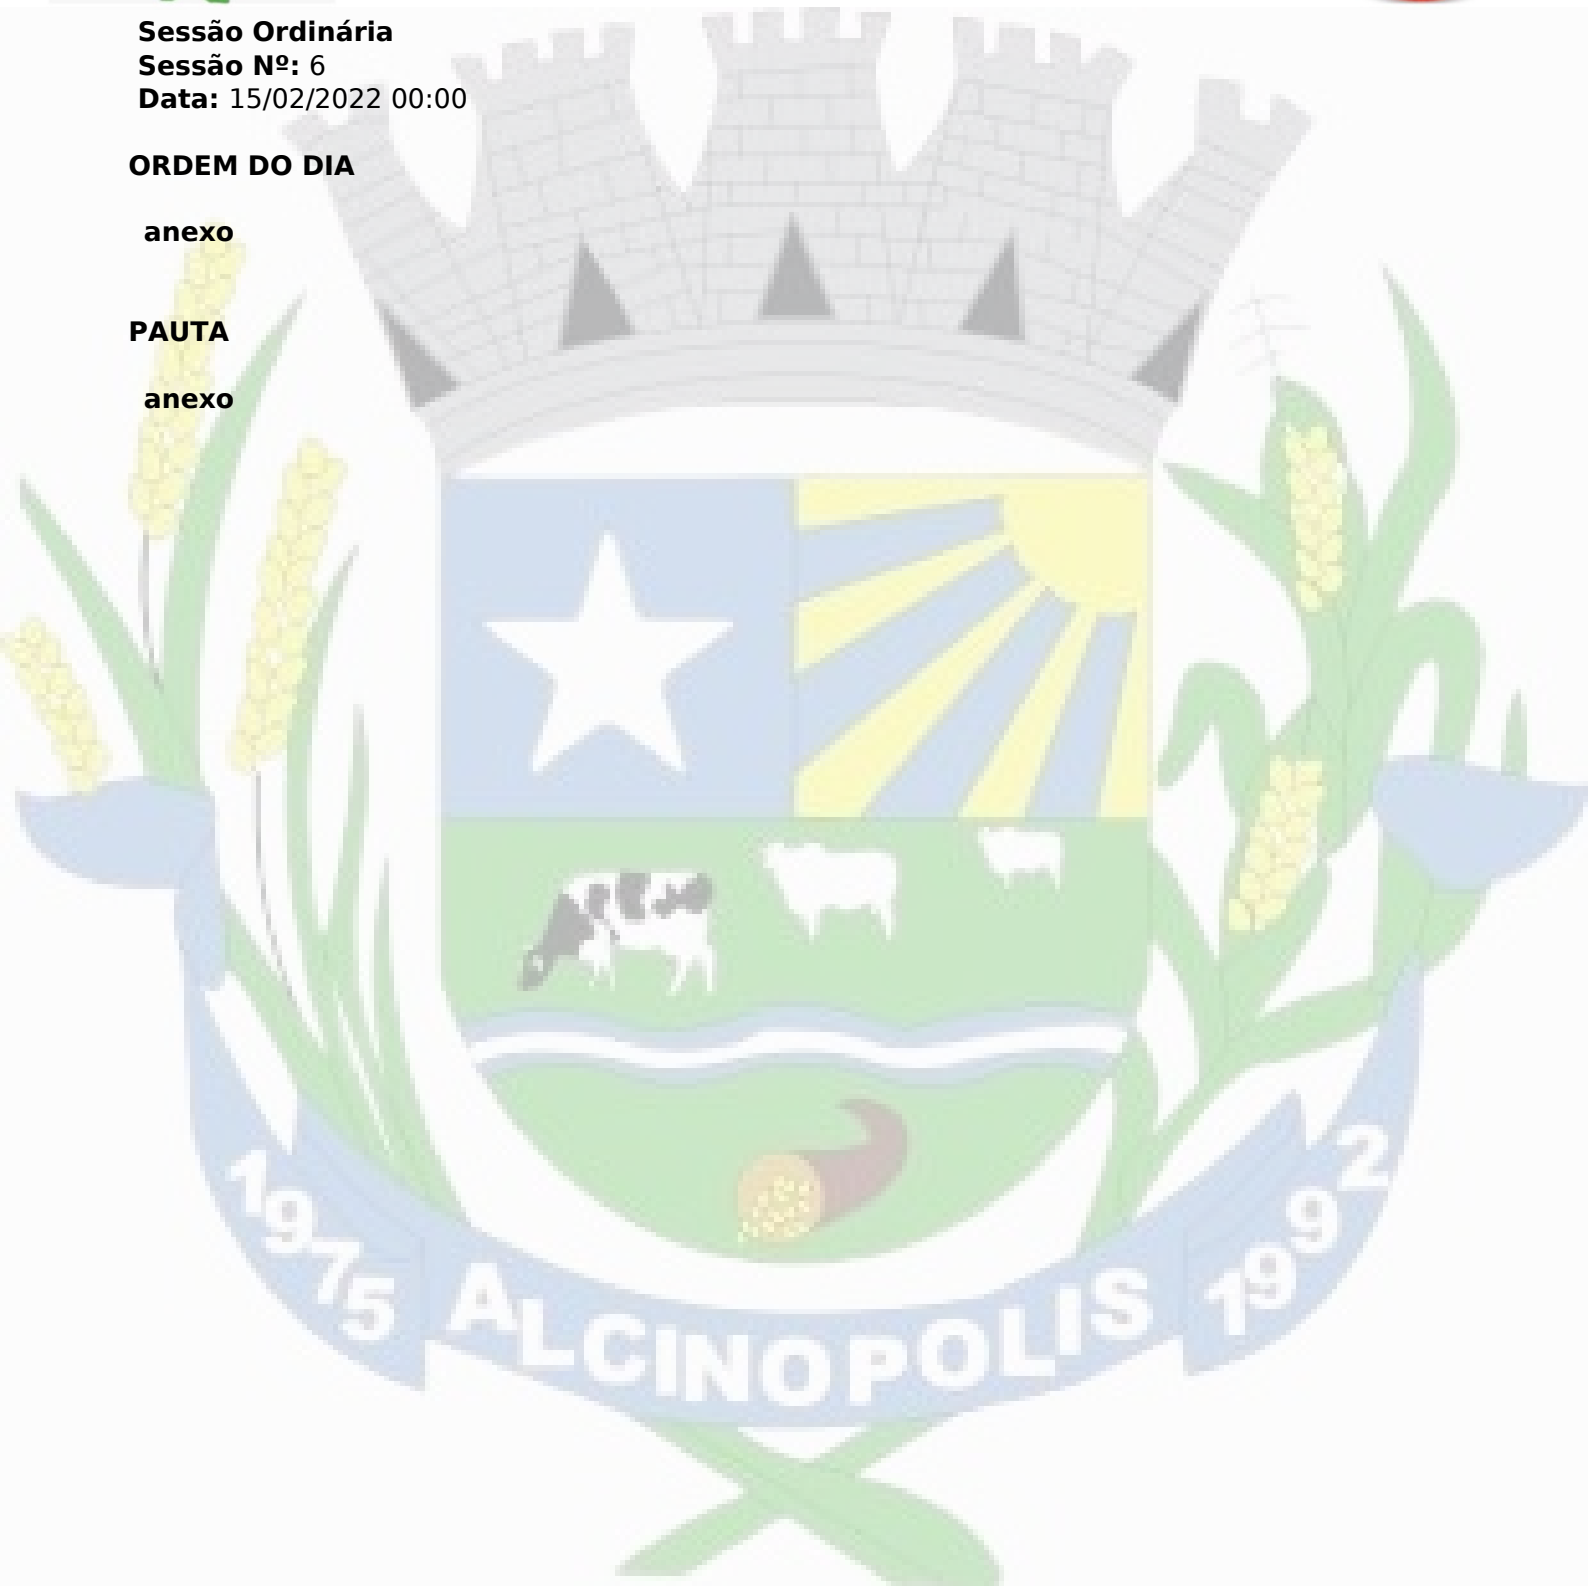 Sessão Ordinária
Sessão Nº: 6
Data: 15/02/2022 00:00
ORDEM DO DIA
anexo
PAUTA
anexo
1975 ALCINOPOLIS 1992